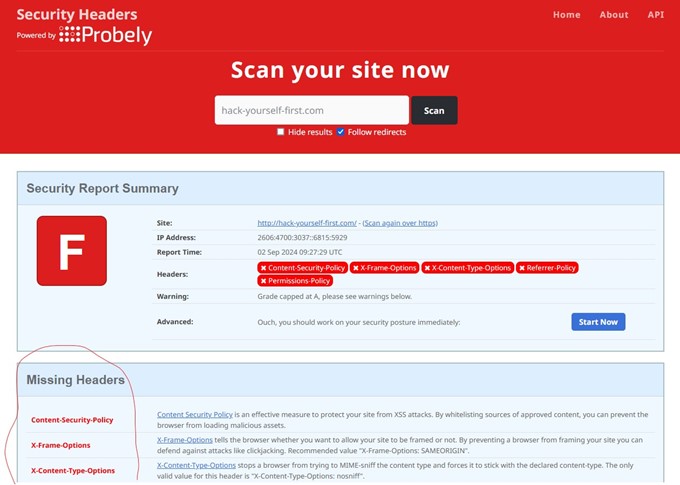 Security Headers
Home About API
Powered by Probely
Scan your site now
hack-yourself-first.com Scan
Hide results Follow redirects
Security Report Summary
F
Site: http://hack-yourself-first.com/ - (Scan again over https)
IP Address: 2606:4700:3037::6815:5929
Report Time: 02 Sep 2024 09:27:29 UTC
Headers: ✖ Content-Security-Policy ✖ X-Frame-Options ✖ X-Content-Type-Options ✖ Referrer-Policy
✖ Permissions-Policy
Warning: Grade capped at A, please see warnings below.
Advanced: Ouch, you should work on your security posture immediately: Start Now
Missing Headers
Content-Security-Policy Content Security Policy is an effective measure to protect your site from XSS attacks. By whitelisting sources of approved content, you can prevent the
browser from loading malicious assets.
X-Frame-Options X-Frame-Options tells the browser whether you want to allow your site to be framed or not. By preventing a browser from framing your site you can
defend against attacks like clickjacking. Recommended value "X-Frame-Options: SAMEORIGIN".
X-Content-Type-Options X-Content-Type-Options stops a browser from trying to MIME-sniff the content type and forces it to stick with the declared content-type. The only
valid value for this header is "X-Content-Type-Options: nosniff".